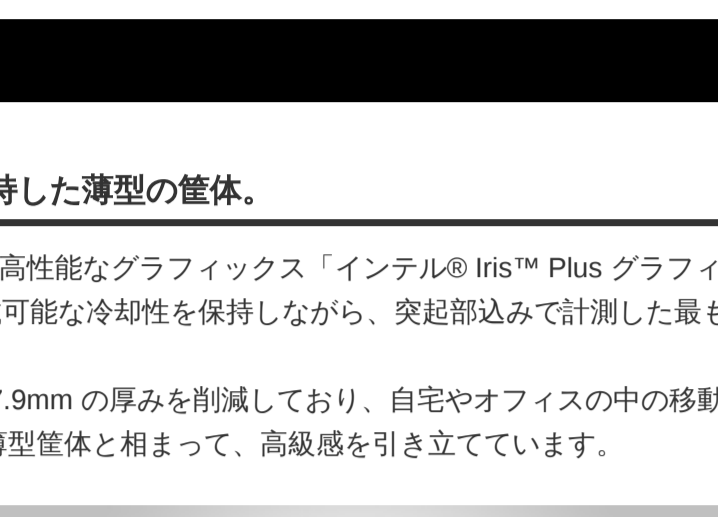 持した薄型の筐体。
高性能なグラフィックス「インテル® Iris™ Plus グラフィ
可能な冷却性を保持しながら、突起部込みで計測した最も
7.9mm の厚みを削減しており、自宅やオフィスの中の移動
薄型筐体と相まって、高級感を引き立てています。